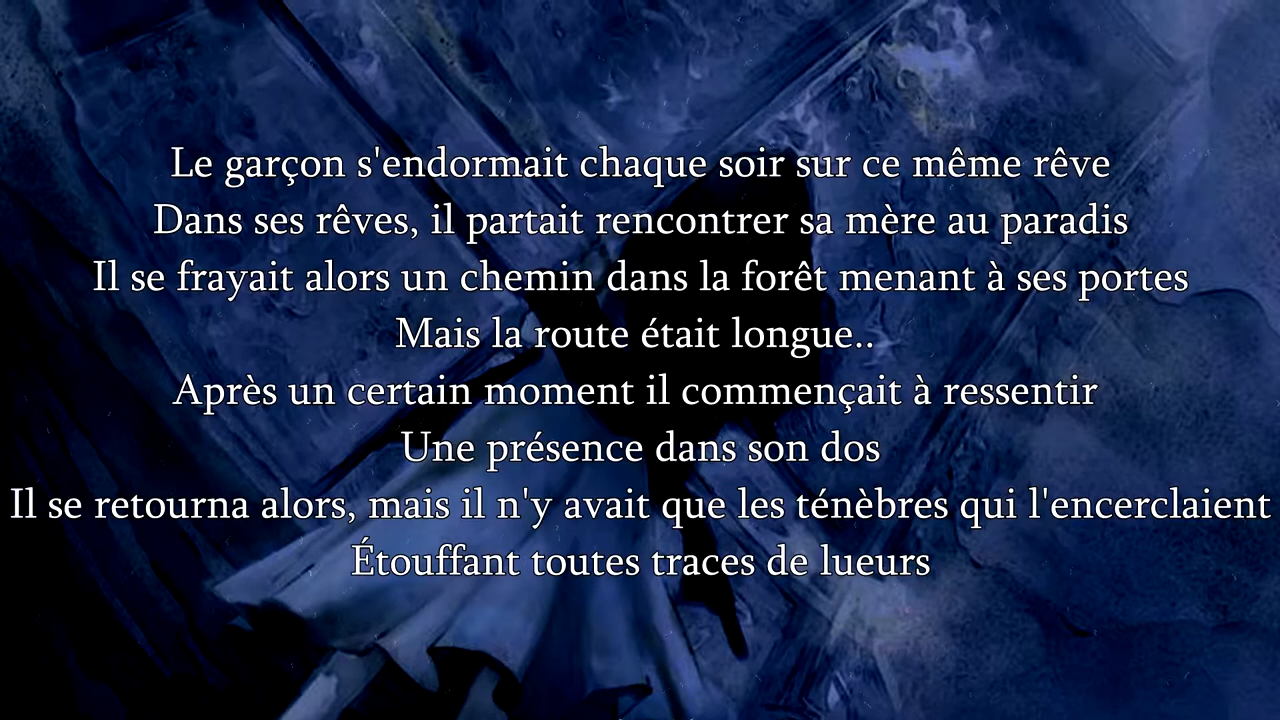 Le garçon s'endormait chaque soir sur ce même rêve
Dans ses rêves, il partait rencontrer sa mère au paradis
Il se frayait alors un chemin dans la forêt menant à ses portes
Mais la route était longue..
Après un certain moment il commençait à ressentir
Une présence dans son dos
Il se retourna alors, mais il n'y avait que les ténèbres qui l'encerclaient
Étouffant toutes traces de lueurs